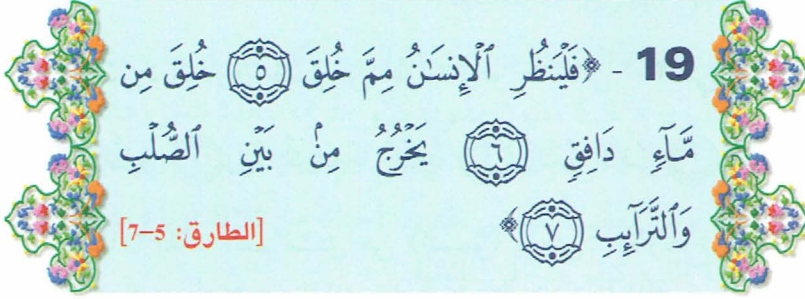 19 - ﴿فَلْيَنظُرِ ٱلْإِنسَٰنُ مِمَّ خُلِقَ ٥ خُلِقَ مِن
مَّآءٍ دَافِقٍ ٦ يَخْرُجُ مِنۢ بَيْنِ ٱلصُّلْبِ
وَٱلتَّرَآئِبِ ٧﴾ [الطارق: 5–7]